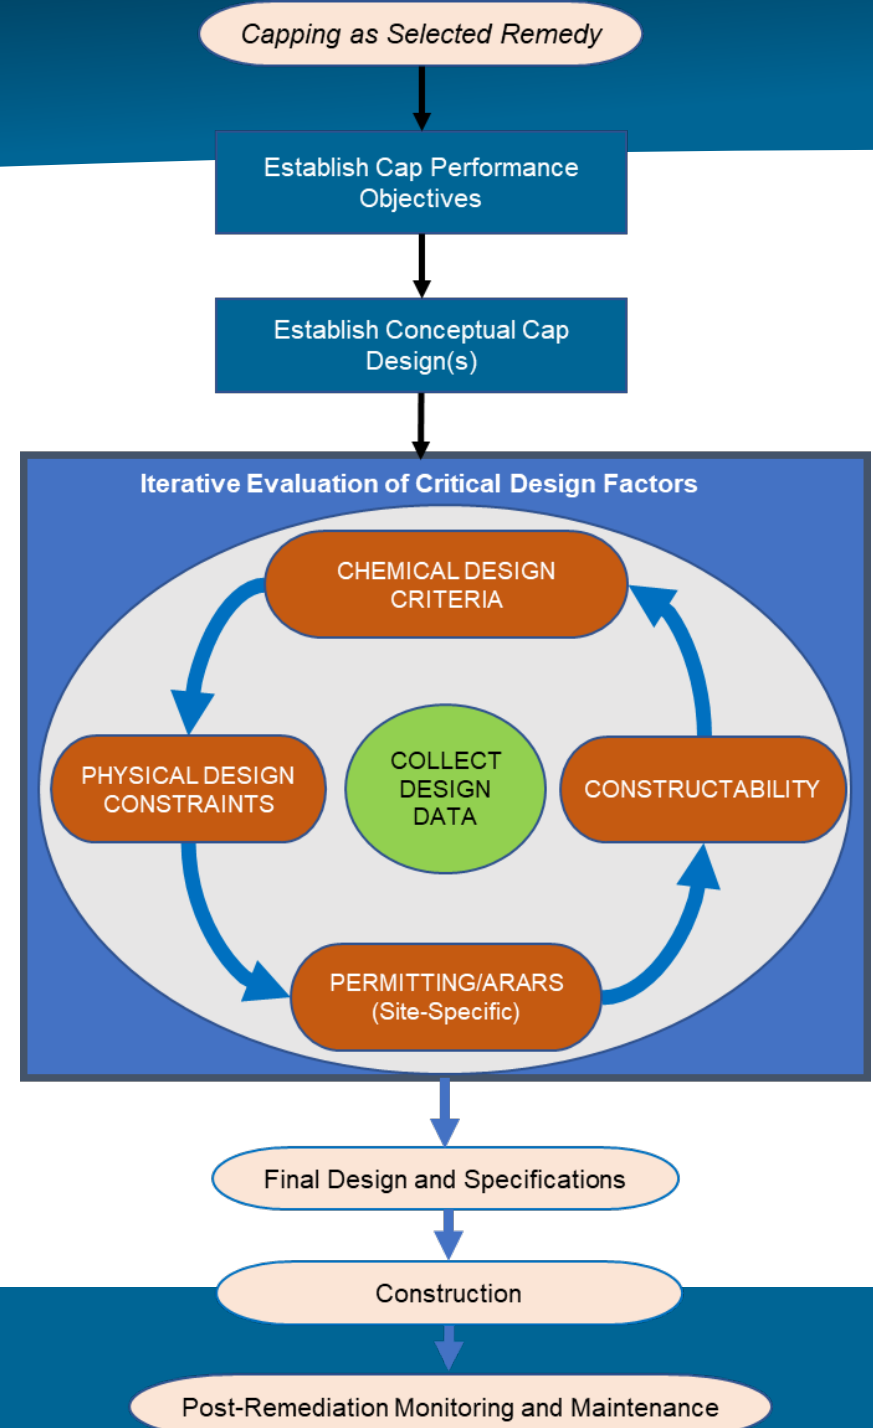 Capping as Selected Remedy
Establish Cap Performance
Objectives
Establish Conceptual Cap
Design(s)
Iterative Evaluation of Critical Design Factors
CHEMICAL DESIGN
CRITERIA
PHYSICAL DESIGN
CONSTRAINTS
COLLECT
DESIGN
DATA
CONSTRUCTABILITY
PERMITTING/ARARS
(Site-Specific)
Final Design and Specifications
Construction
Post-Remediation Monitoring and Maintenance